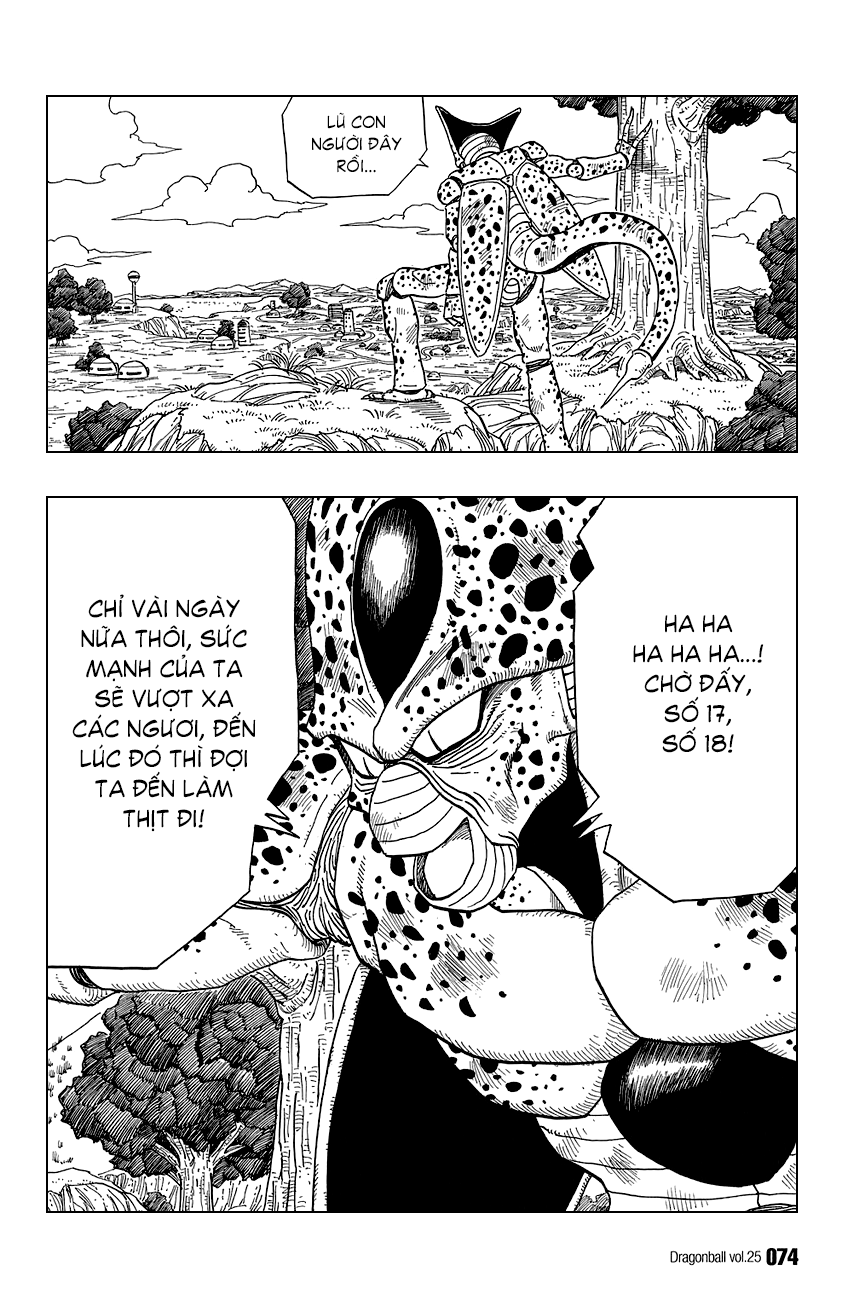 LŨ CON
NGƯỜI ĐÂY
RỒI...
HA HA
HA HA HA...!
CHỜ ĐẤY,
SỐ 17,
SỐ 18!
CHỈ VÀI NGÀY
NỮA THÔI, SỨC
MẠNH CỦA TA
SẼ VƯỢT XA
CÁC NGƯƠI, ĐẾN
LÚC ĐÓ THÌ ĐỢI
TA ĐẾN LÀM
THỊT ĐI!
Dragonball vol.25 074